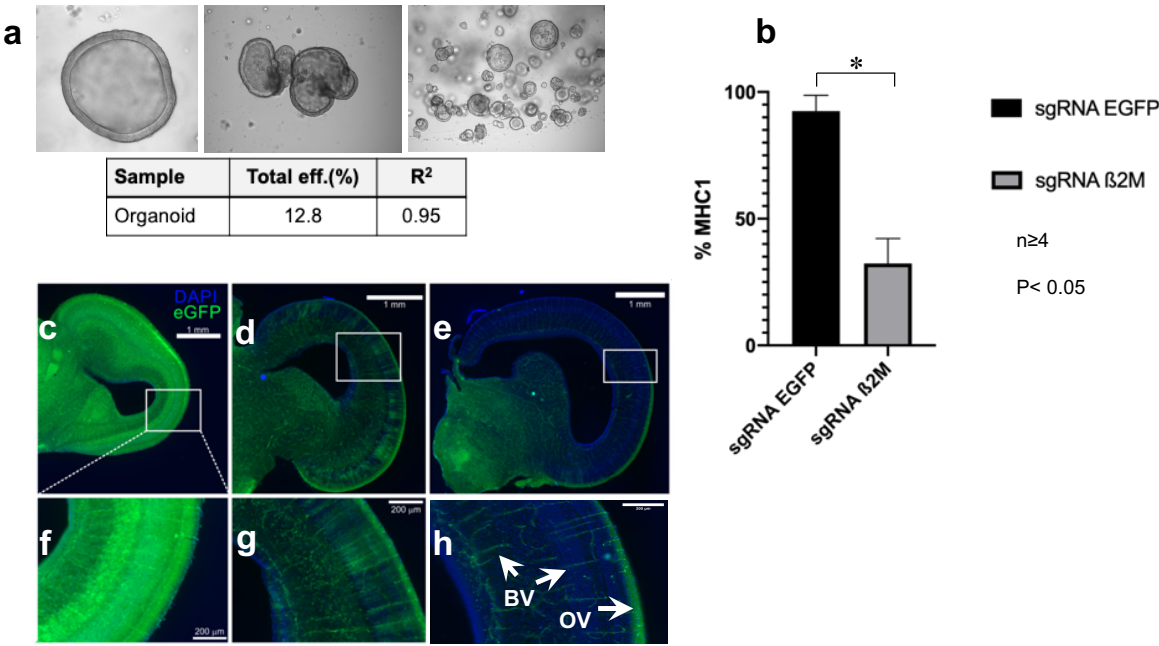 a
Sample Total eff.(%) R²
Organoid 12.8 0.95
b
*
% MHC1
100
50
0
sgRNA EGFP
sgRNA ß2M
sgRNA EGFP
sgRNA ß2M
n≥4
P< 0.05
c
DAPI
eGFP
1 mm
d
1 mm
e
1 mm
f
200 µm
g
200 µm
h
200 µm
BV
OV